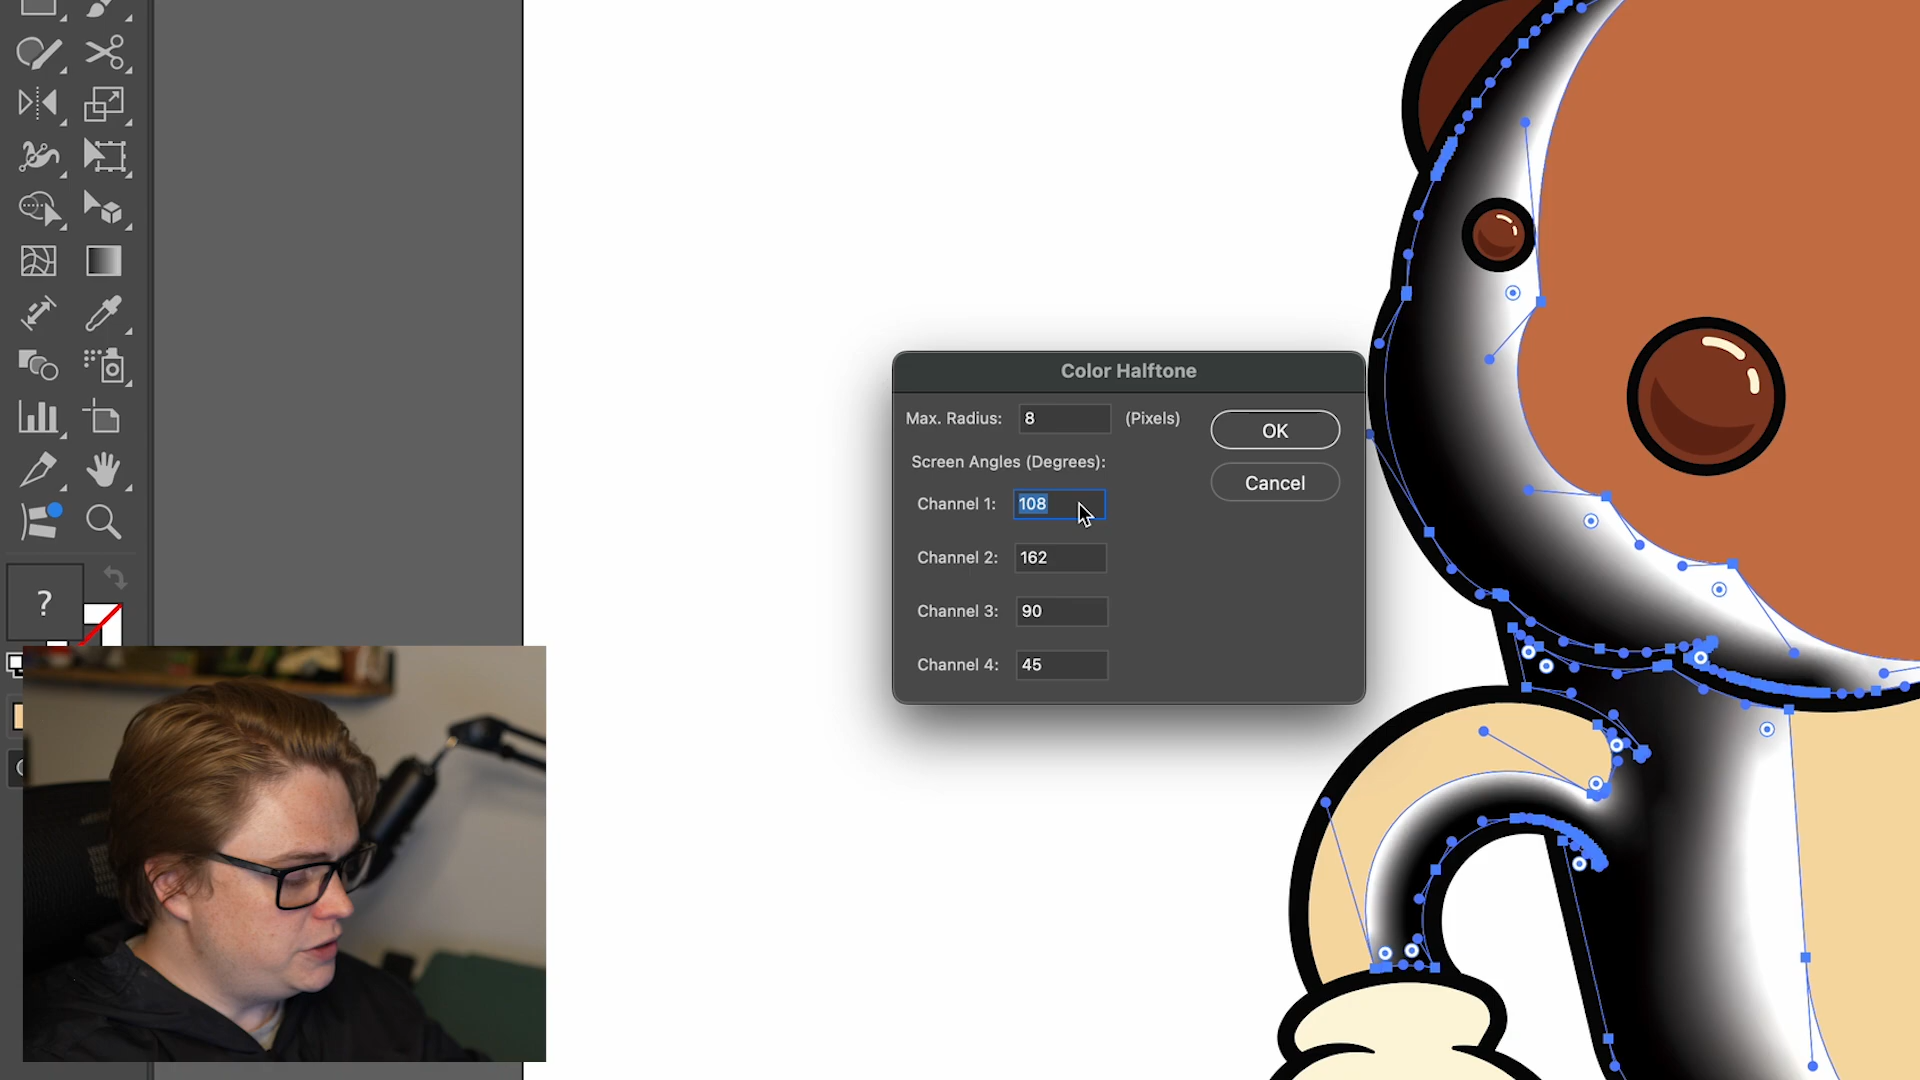 Color Halftone
Max. Radius: 8 (Pixels)
OK
Screen Angles (Degrees):
Cancel
Channel 1: 108
Channel 2: 162
Channel 3: 90
Channel 4: 45
?